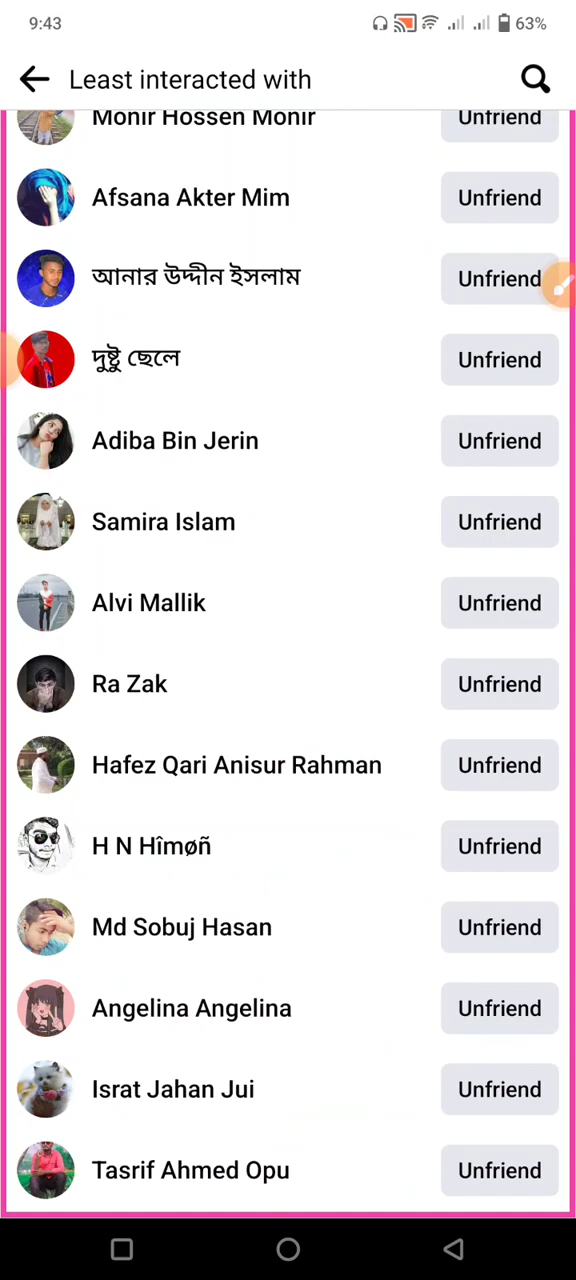 9:43
63%
Least interacted with
Monir Hossen Monir
Unfriend
Afsana Akter Mim
Unfriend
আনার উদ্দীন ইসলাম
Unfriend
দুষ্টু ছেলে
Unfriend
Adiba Bin Jerin
Unfriend
Samira Islam
Unfriend
Alvi Mallik
Unfriend
Ra Zak
Unfriend
Hafez Qari Anisur Rahman
Unfriend
H N Hîmøñ
Unfriend
Md Sobuj Hasan
Unfriend
Angelina Angelina
Unfriend
Israt Jahan Jui
Unfriend
Tasrif Ahmed Opu
Unfriend